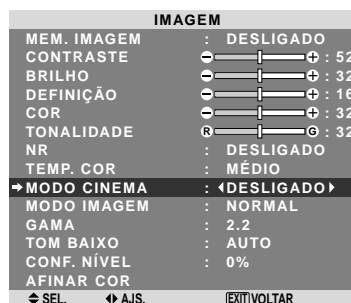 IMAGEM
MEM. IMAGEM : DESLIGADO
CONTRASTE : 52
BRILHO : 32
DEFINIÇÃO : 16
COR : 32
TONALIDADE R G : 32
NR : DESLIGADO
TEMP. COR : MÉDIO
MODO CINEMA : DESLIGADO
MODO IMAGEM : NORMAL
GAMA : 2.2
TOM BAIXO : AUTO
CONF. NÍVEL : 0%
AFINAR COR
SEL. AJS. EXIT VOLTAR